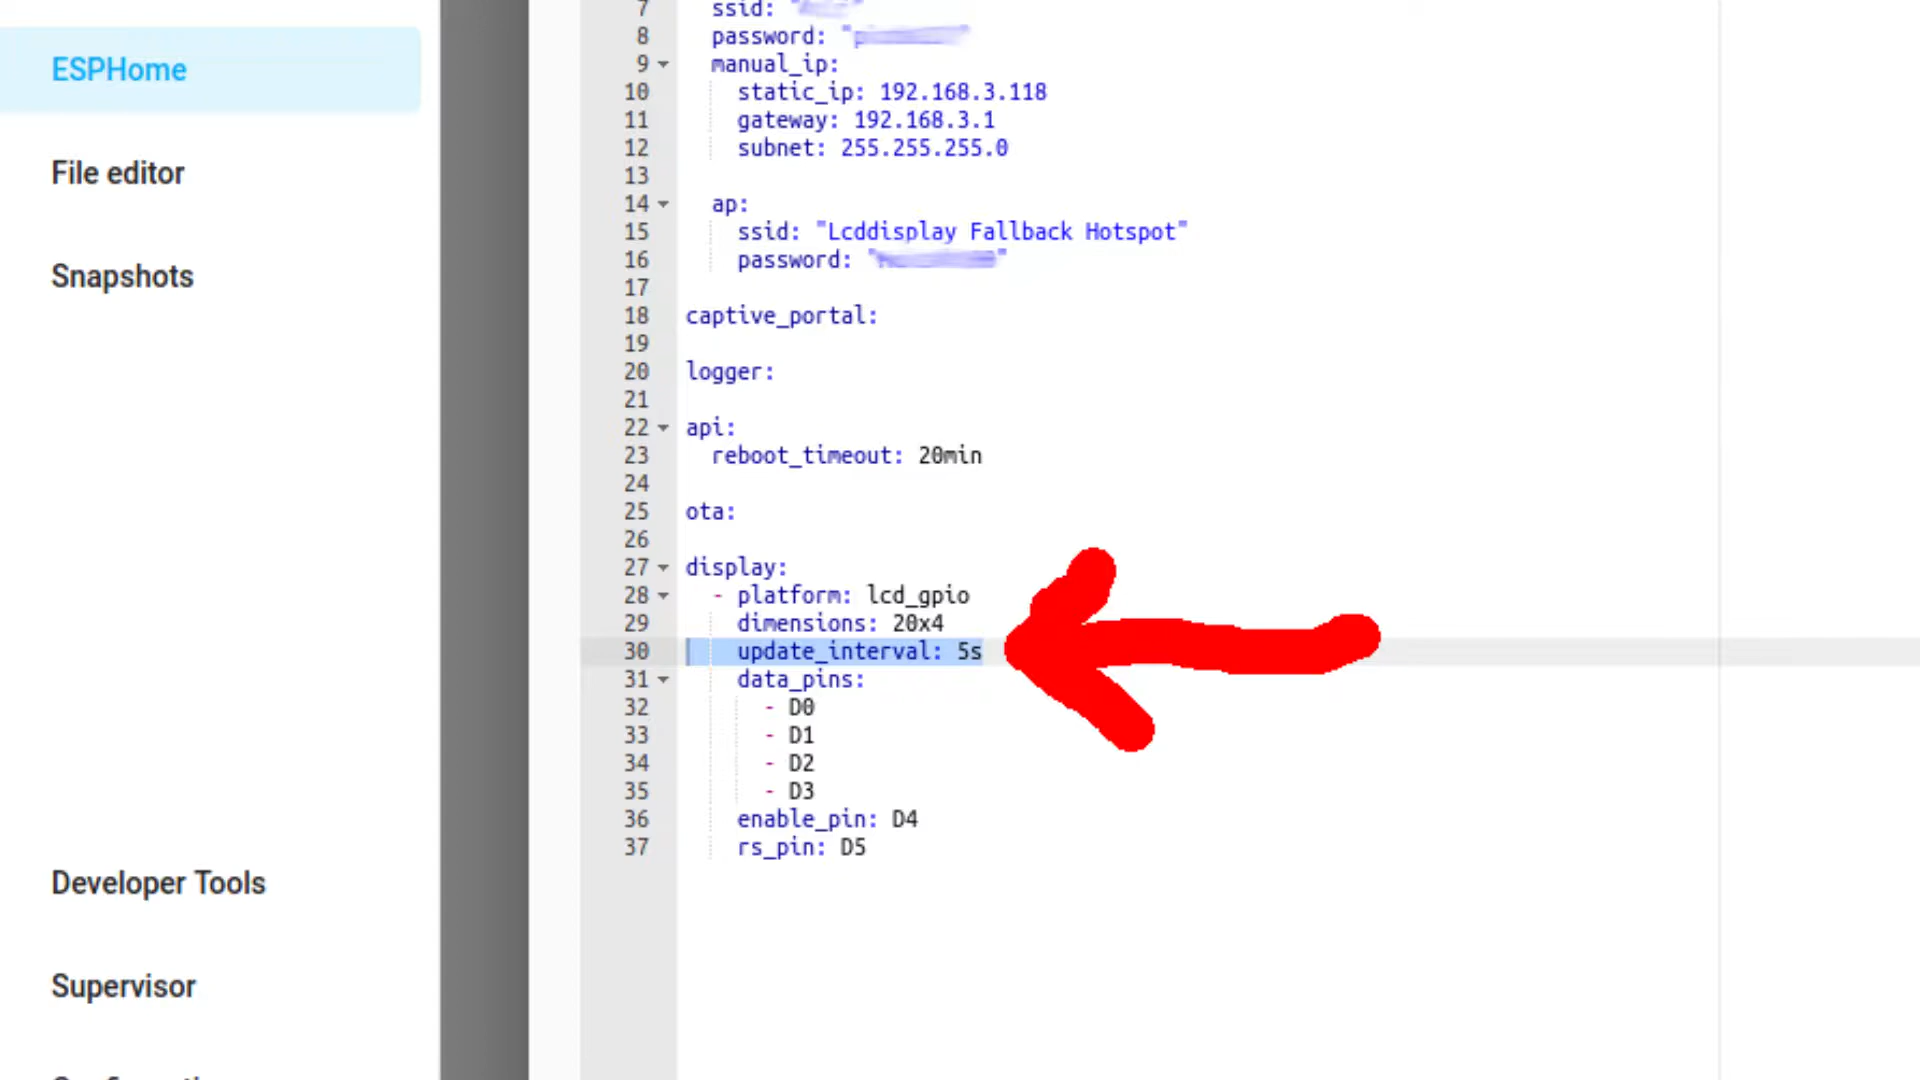 ESPHome
File editor
Snapshots
Developer Tools
Supervisor
7 ssid: "
8 password: "
9 manual_ip:
10 static_ip: 192.168.3.118
11 gateway: 192.168.3.1
12 subnet: 255.255.255.0
13
14 ap:
15 ssid: "Lcddisplay Fallback Hotspot"
16 password: "
17
18 captive_portal:
19
20 logger:
21
22 api:
23 reboot_timeout: 20min
24
25 ota:
26
27 display:
28 - platform: lcd_gpio
29 dimensions: 20x4
30 update_interval: 5s
31 data_pins:
32 - D0
33 - D1
34 - D2
35 - D3
36 enable_pin: D4
37 rs_pin: D5